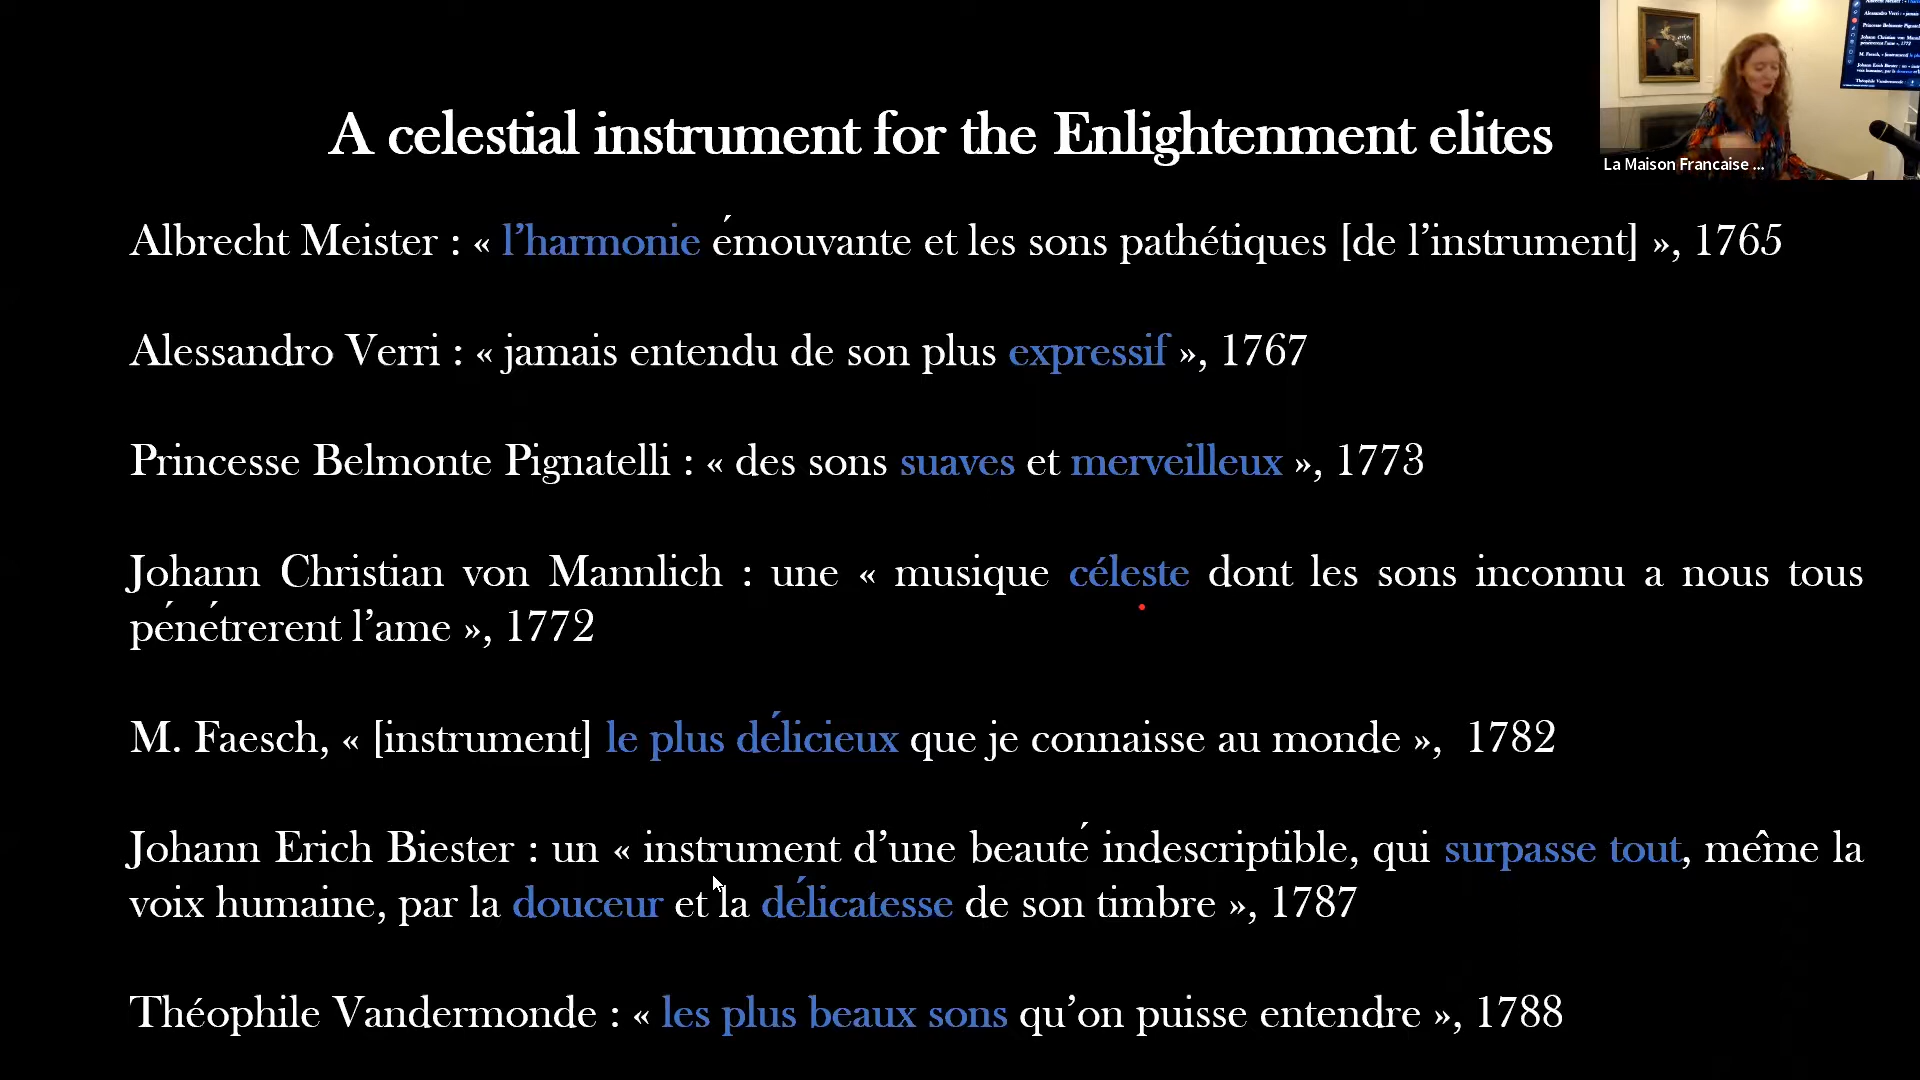 A celestial instrument for the Enlightenment elites
La Maison Francaise ...
Albrecht Meister : « l’harmonie émouvante et les sons pathétiques [de l’instrument] », 1765
Alessandro Verri : « jamais entendu de son plus expressif », 1767
Princesse Belmonte Pignatelli : « des sons suaves et merveilleux », 1773
Johann Christian von Mannlich : une « musique céleste dont les sons inconnu a nous tous
pénétrerent l’ame », 1772
M. Faesch, « [instrument] le plus délicieux que je connaisse au monde », 1782
Johann Erich Biester : un « instrument d’une beauté indescriptible, qui surpasse tout, même la
voix humaine, par la douceur et la délicatesse de son timbre », 1787
Théophile Vandermonde : « les plus beaux sons qu’on puisse entendre », 1788